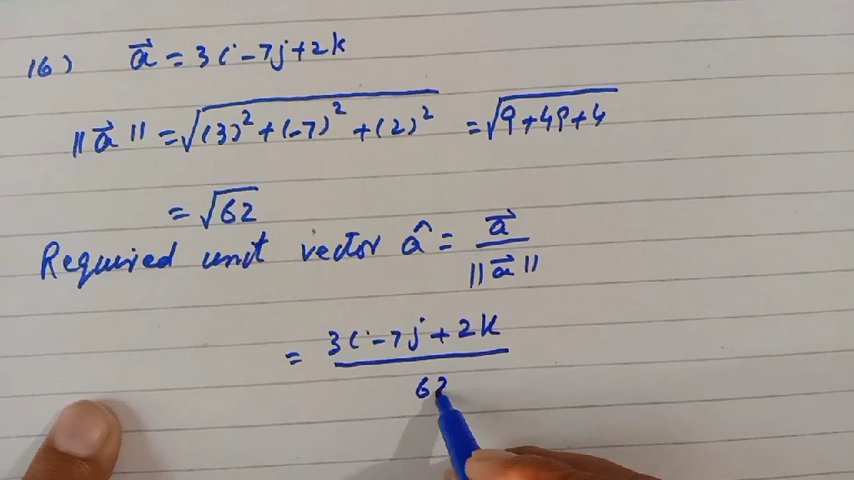 16) a⃗ = 3i - 7j + 2k
||a⃗|| = √(3)² + (-7)² + (2)² = √9 + 49 + 4
= √62
Required unit vector â = a⃗ / ||a⃗||
= 3i - 7j + 2k
62